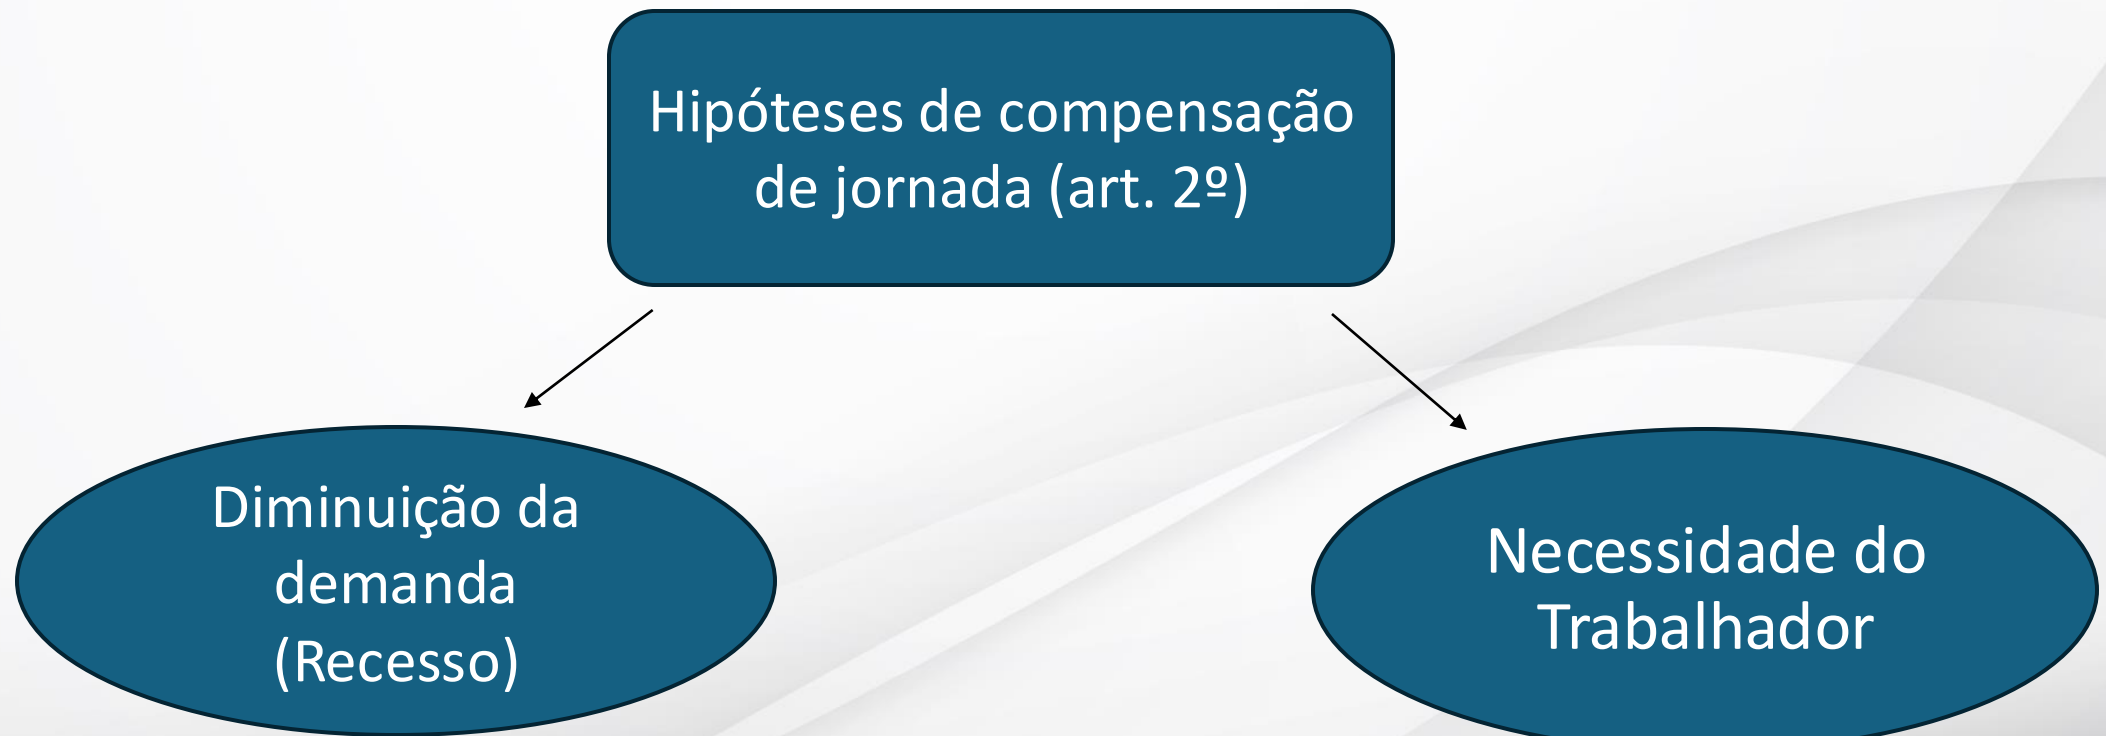 Hipóteses de compensação
de jornada (art. 2º)
Diminuição da
demanda
(Recesso)
Necessidade do
Trabalhador